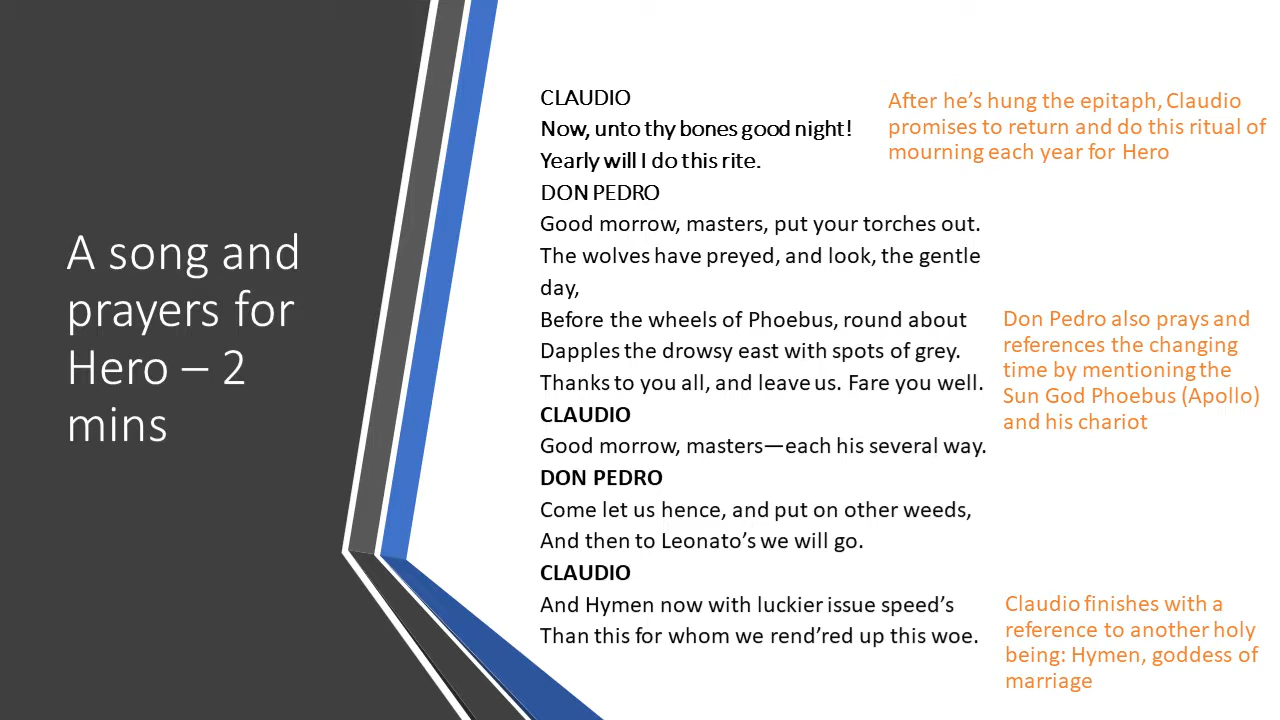 A song and
prayers for
Hero – 2
mins
CLAUDIO
Now, unto thy bones good night!
Yearly will I do this rite.
DON PEDRO
Good morrow, masters, put your torches out.
The wolves have preyed, and look, the gentle
day,
Before the wheels of Phoebus, round about
Dapples the drowsy east with spots of grey.
Thanks to you all, and leave us. Fare you well.
CLAUDIO
Good morrow, masters—each his several way.
DON PEDRO
Come let us hence, and put on other weeds,
And then to Leonato’s we will go.
CLAUDIO
And Hymen now with luckier issue speed’s
Than this for whom we rend’red up this woe.
After he’s hung the epitaph, Claudio
promises to return and do this ritual of
mourning each year for Hero
Don Pedro also prays and
references the changing
time by mentioning the
Sun God Phoebus (Apollo)
and his chariot
Claudio finishes with a
reference to another holy
being: Hymen, goddess of
marriage